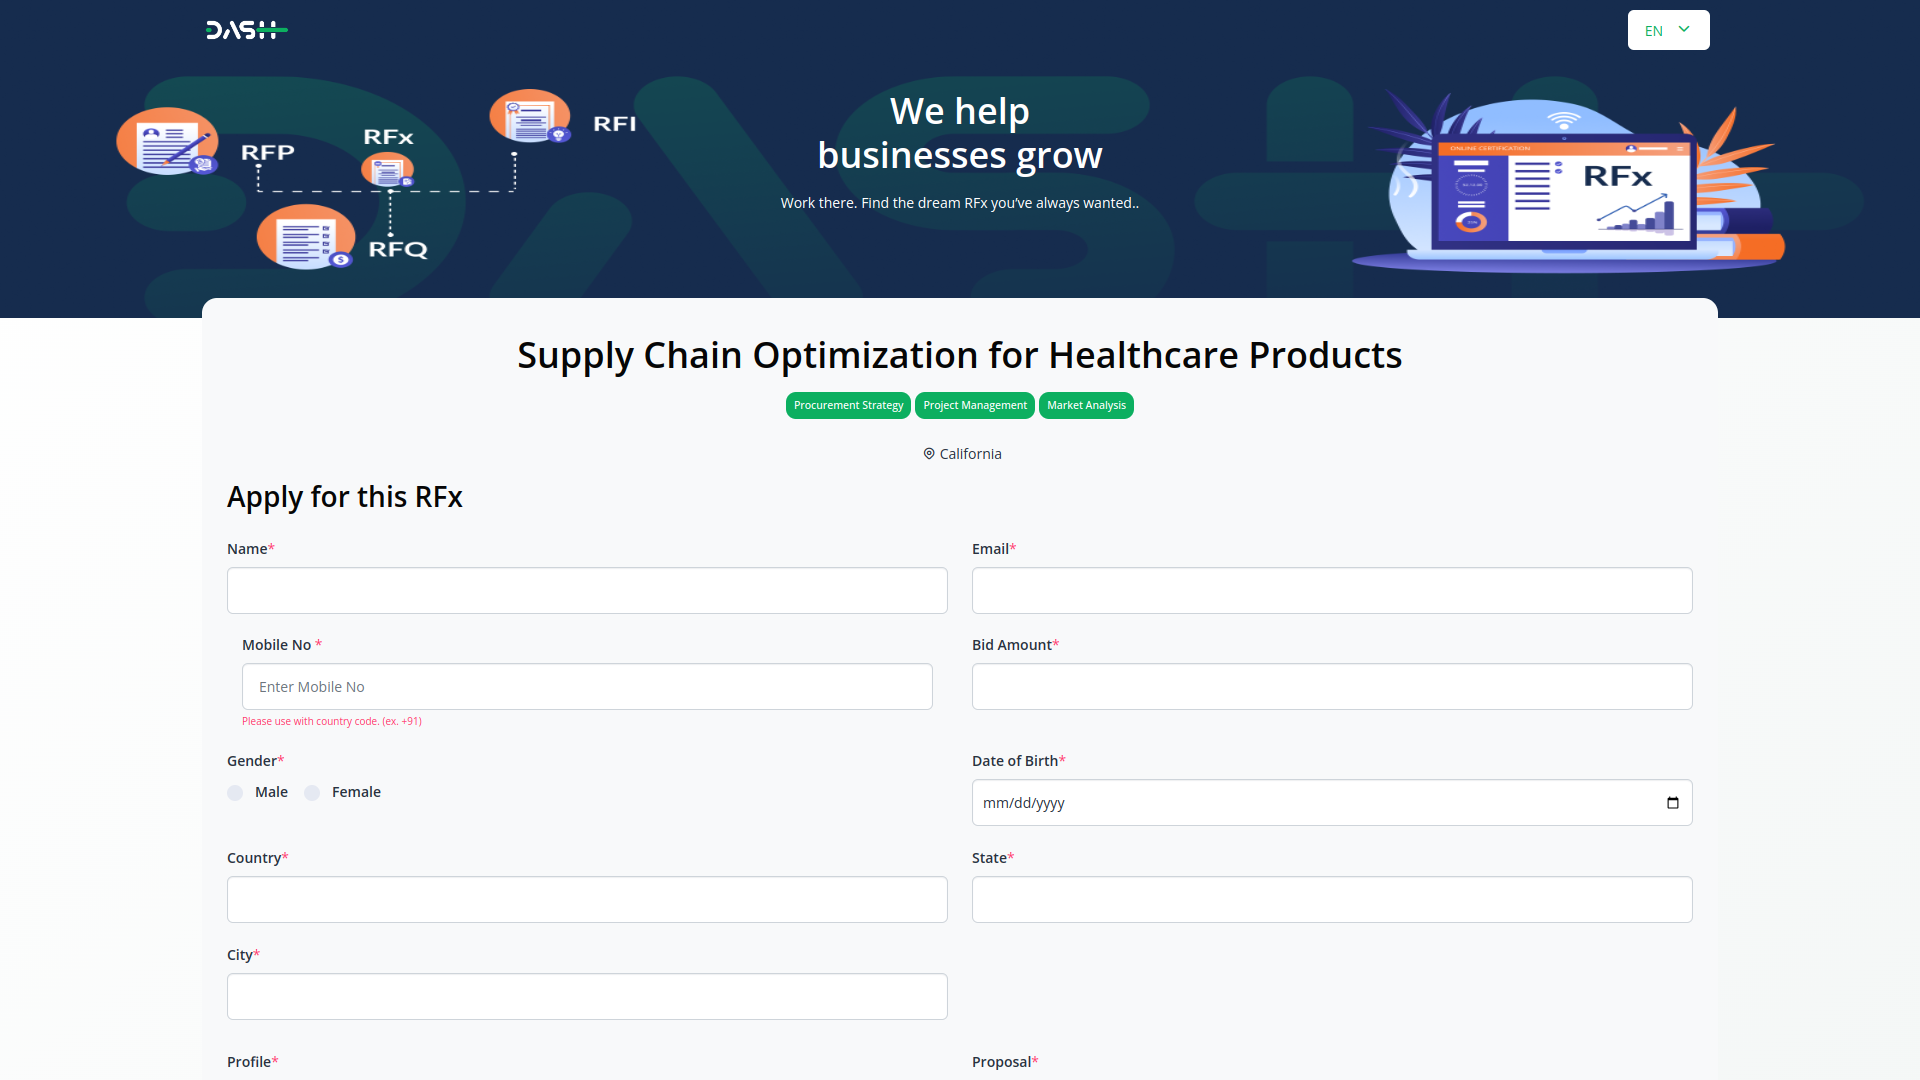 DASH
EN
RFP
RFx
RFI
RFQ
We help
businesses grow
Work there. Find the dream RFx you’ve always wanted..
ONLINE CERTIFICATION
RFx
Supply Chain Optimization for Healthcare Products
Procurement Strategy Project Management Market Analysis
California
Apply for this RFx
Name*
Email*
Mobile No *
Enter Mobile No
Please use with country code. (ex. +91)
Bid Amount*
Gender*
Male Female
Date of Birth*
mm/dd/yyyy
Country*
State*
City*
Profile*
Proposal*